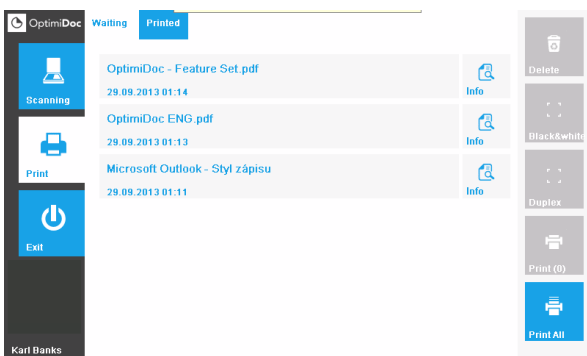 OptimiDoc
Waiting
Printed
Scanning
Print
Exit
Karl Banks
OptimiDoc - Feature Set.pdf
29.09.2013 01:14
Info
OptimiDoc ENG.pdf
29.09.2013 01:13
Info
Microsoft Outlook - Styl zápisu
29.09.2013 01:11
Info
Delete
Black&white
Duplex
Print (0)
Print All